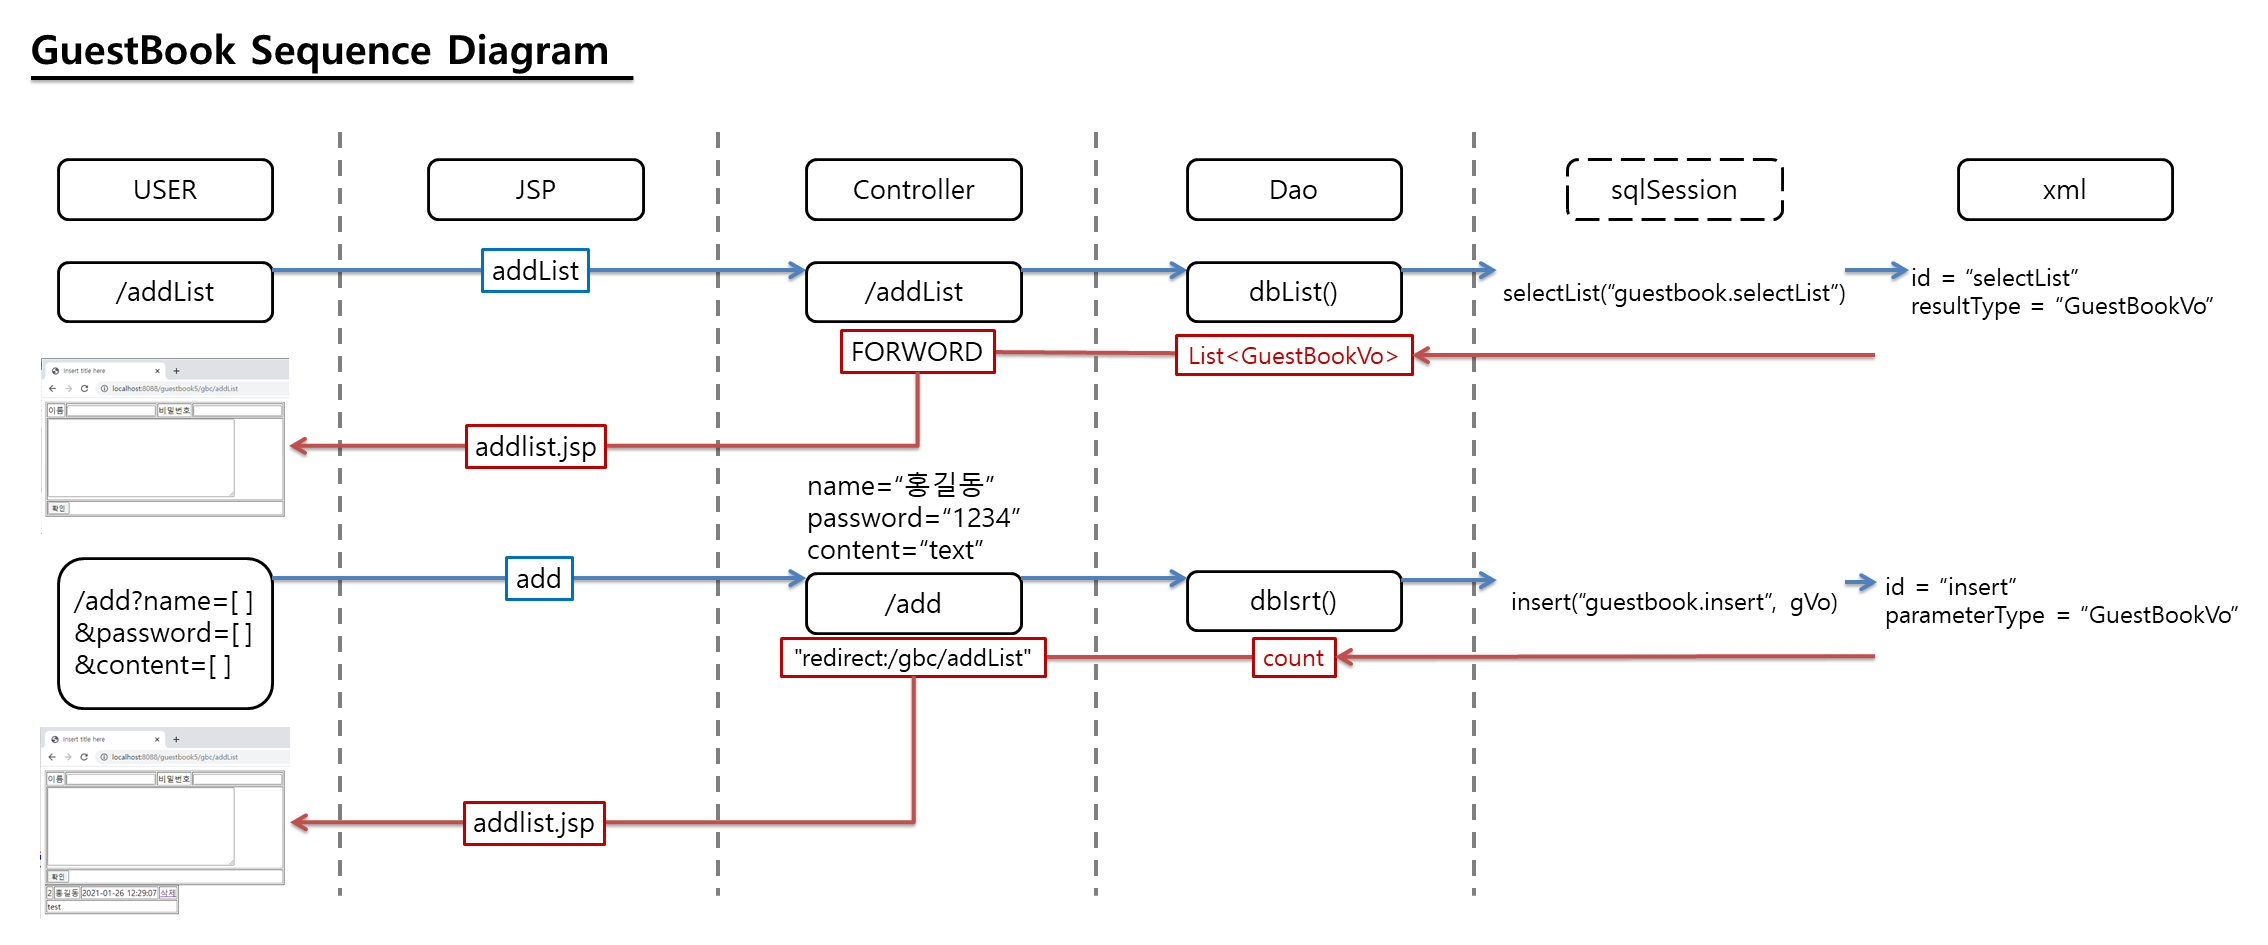 GuestBook Sequence Diagram
USER
JSP
Controller
Dao
sqlSession
xml
/addList
addList
/addList
dbList()
selectList(“guestbook.selectList”)
id = “selectList”
resultType = “GuestBookVo”
FORWORD
List<GuestBookVo>
Insert title here
localhost:8088/guestbook5/gbc/addList
이름
비밀번호
확인
addlist.jsp
name=“홍길동”
password=“1234”
content=“text”
/add?name=[ ]
&password=[ ]
&content=[ ]
add
/add
dbIsrt()
insert(“guestbook.insert”, gVo)
id = “insert”
parameterType = “GuestBookVo”
"redirect:/gbc/addList"
count
Insert title here
localhost:8088/guestbook5/gbc/addList
이름
비밀번호
확인
2 홍길동 2021-01-26 12:29:07 삭제
test
addlist.jsp